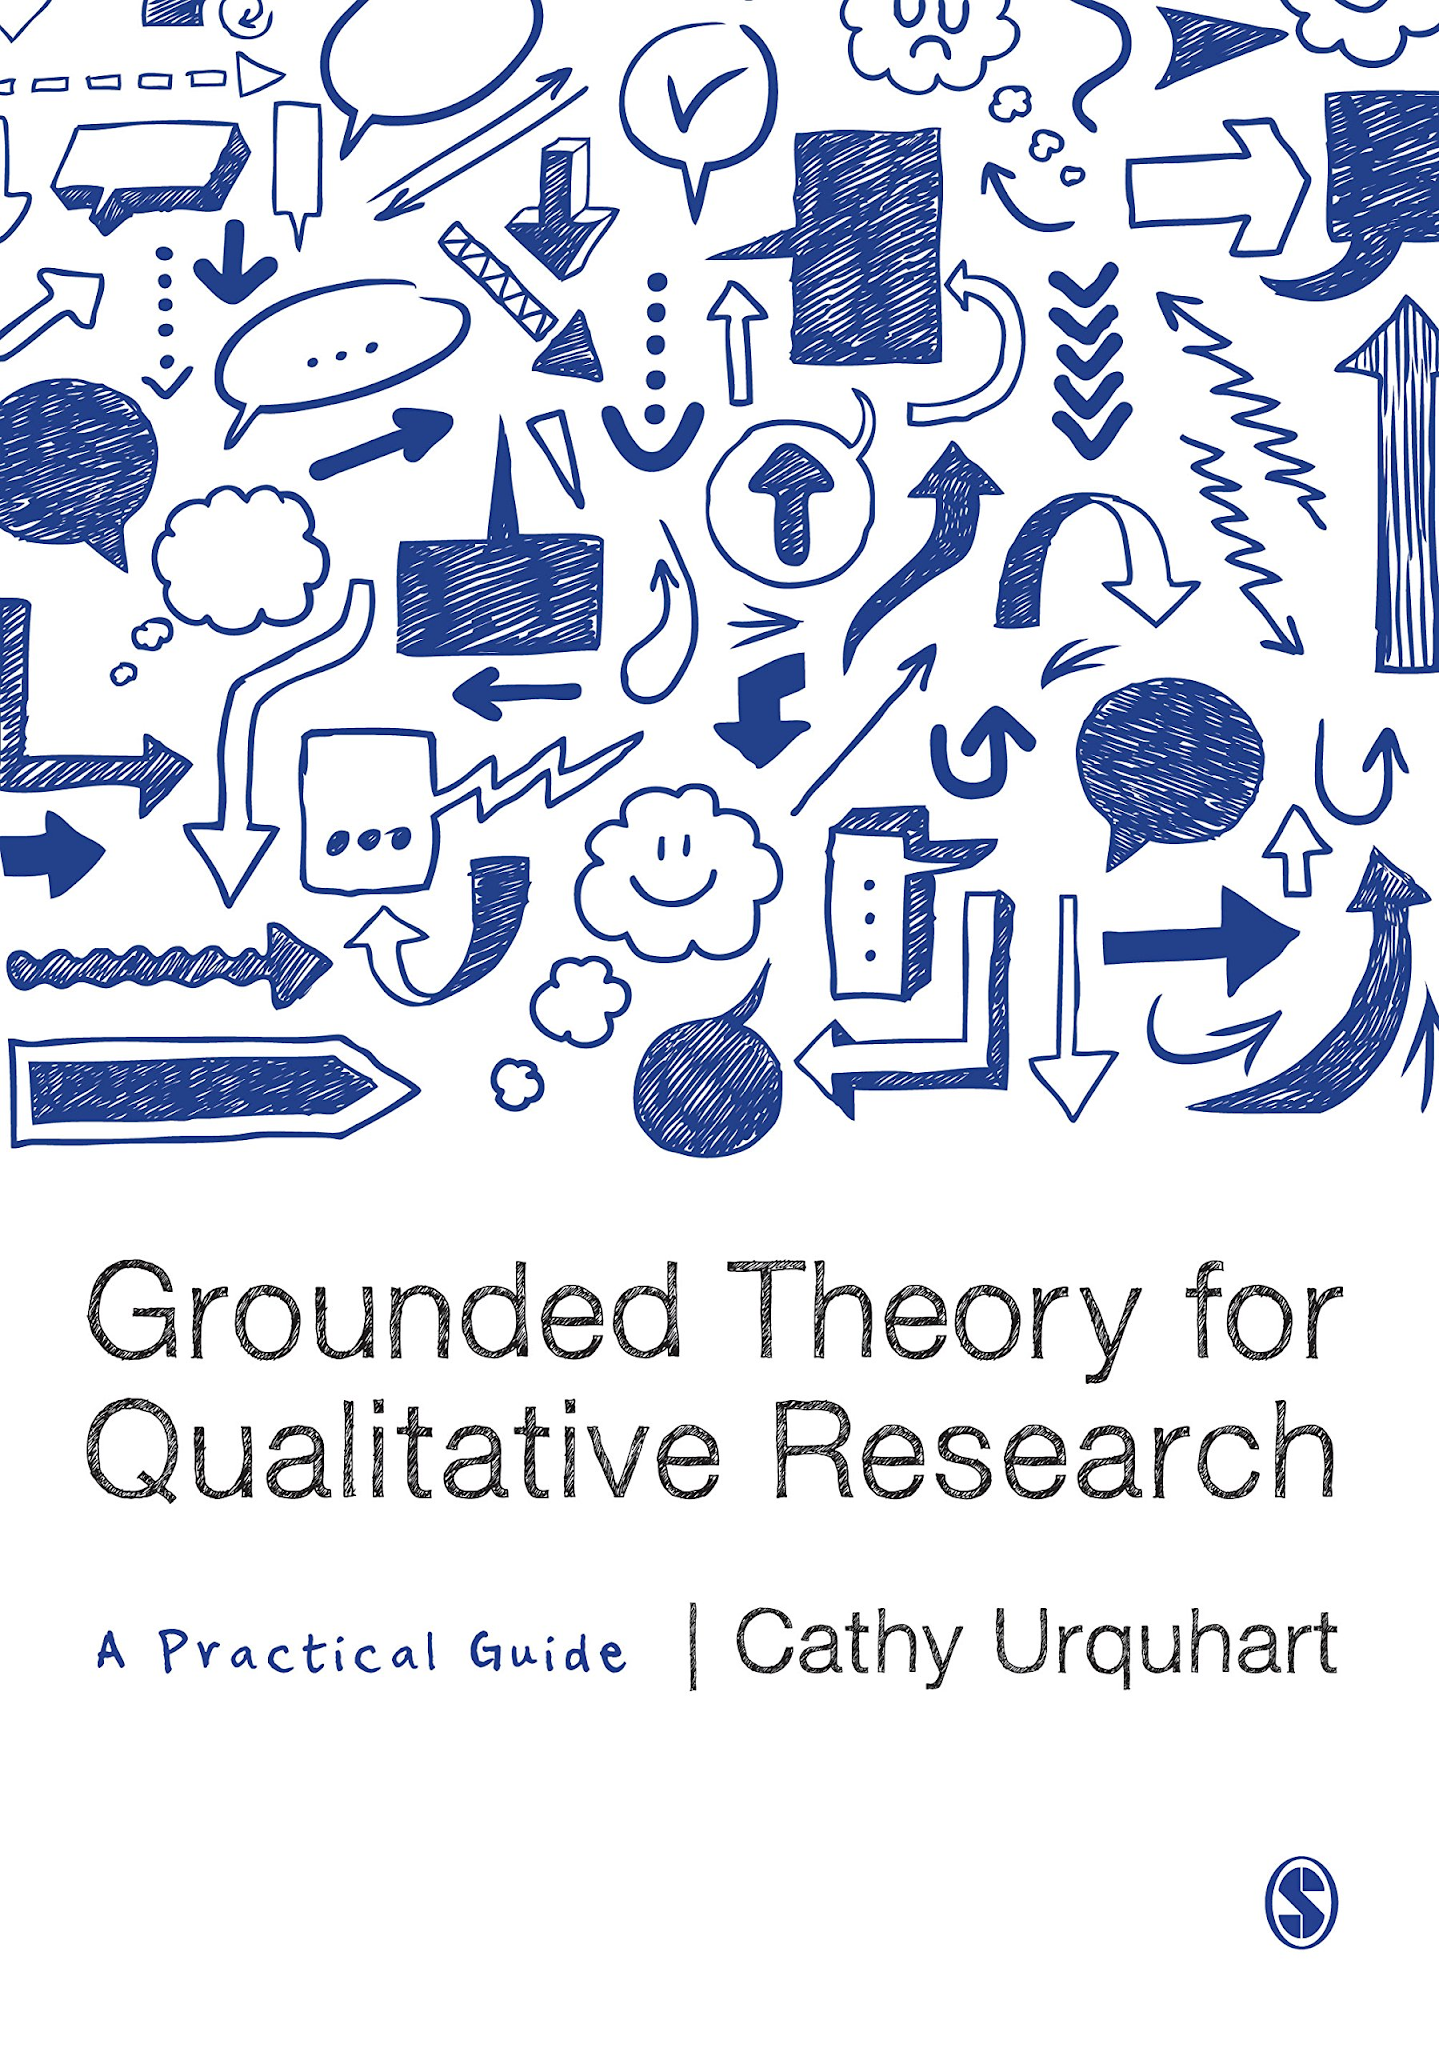 Grounded Theory for
Qualitative Research
A Practical Guide | Cathy Urquhart
S